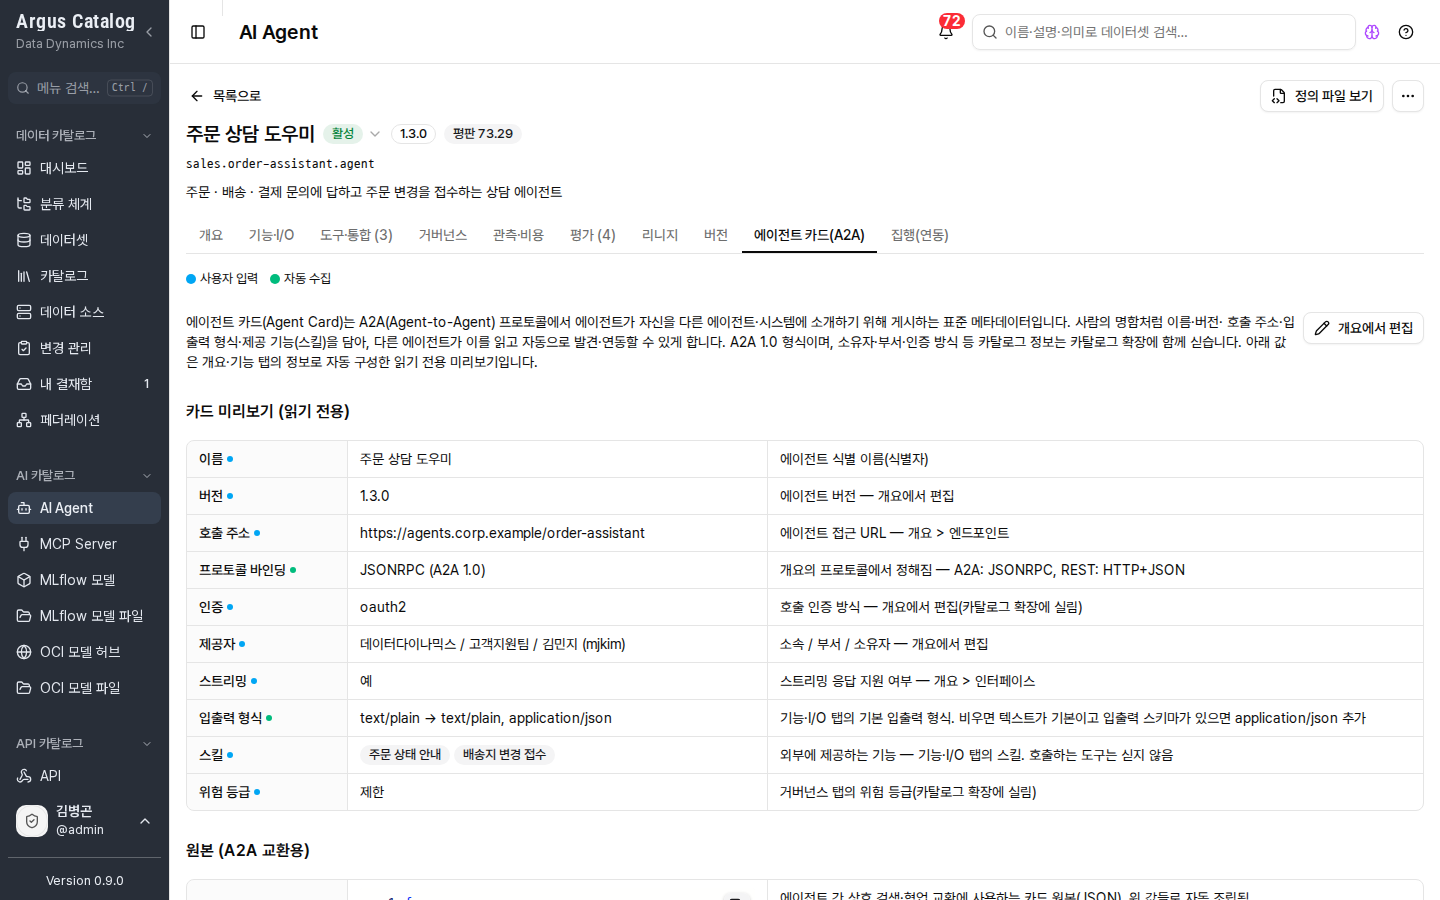 Argus Catalog
Data Dynamics Inc
메뉴 검색... Ctrl /
데이터 카탈로그
대시보드
분류 체계
데이터셋
카탈로그
데이터 소스
변경 관리
내 결재함 1
페더레이션
AI 카탈로그
AI Agent
MCP Server
MLflow 모델
MLflow 모델 파일
OCI 모델 허브
OCI 모델 파일
API 카탈로그
API
김병곤
@admin
Version 0.9.0
AI Agent
72
이름·설명·의미로 데이터셋 검색...
목록으로
정의 파일 보기
주문 상담 도우미 활성 1.3.0 평판 73.29
sales.order-assistant.agent
주문 · 배송 · 결제 문의에 답하고 주문 변경을 접수하는 상담 에이전트
개요 기능·I/O 도구·통합 (3) 거버넌스 관측·비용 평가 (4) 리니지 버전 에이전트 카드(A2A) 집행(연동)
사용자 입력 자동 수집
에이전트 카드(Agent Card)는 A2A(Agent-to-Agent) 프로토콜에서 에이전트가 자신을 다른 에이전트·시스템에 소개하기 위해 게시하는 표준 메타데이터입니다. 사람의 명함처럼 이름·버전· 호출 주소·입
출력 형식·제공 기능(스킬)을 담아, 다른 에이전트가 이를 읽고 자동으로 발견·연동할 수 있게 합니다. A2A 1.0 형식이며, 소유자·부서·인증 방식 등 카탈로그 정보는 카탈로그 확장에 함께 싣습니다. 아래 값
은 개요·기능 탭의 정보로 자동 구성한 읽기 전용 미리보기입니다.
개요에서 편집
카드 미리보기 (읽기 전용)
이름 주문 상담 도우미 에이전트 식별 이름(식별자)
버전 1.3.0 에이전트 버전 — 개요에서 편집
호출 주소 https://agents.corp.example/order-assistant 에이전트 접근 URL — 개요 > 엔드포인트
프로토콜 바인딩 JSONRPC (A2A 1.0) 개요의 프로토콜에서 정해짐 — A2A: JSONRPC, REST: HTTP+JSON
인증 oauth2 호출 인증 방식 — 개요에서 편집(카탈로그 확장에 실림)
제공자 데이터다이나믹스 / 고객지원팀 / 김민지 (mjkim) 소속 / 부서 / 소유자 — 개요에서 편집
스트리밍 예 스트리밍 응답 지원 여부 — 개요 > 인터페이스
입출력 형식 text/plain → text/plain, application/json 기능·I/O 탭의 기본 입출력 형식. 비우면 텍스트가 기본이고 입출력 스키마가 있으면 application/json 추가
스킬 주문 상태 안내 배송지 변경 접수 외부에 제공하는 기능 — 기능·I/O 탭의 스킬. 호출하는 도구는 싣지 않음
위험 등급 제한 거버넌스 탭의 위험 등급(카탈로그 확장에 실림)
원본 (A2A 교환용)
에이전트 간 상호 검색·협업 교환에 사용하는 카드 원본(JSON). 위 값들로 자동 조립됨